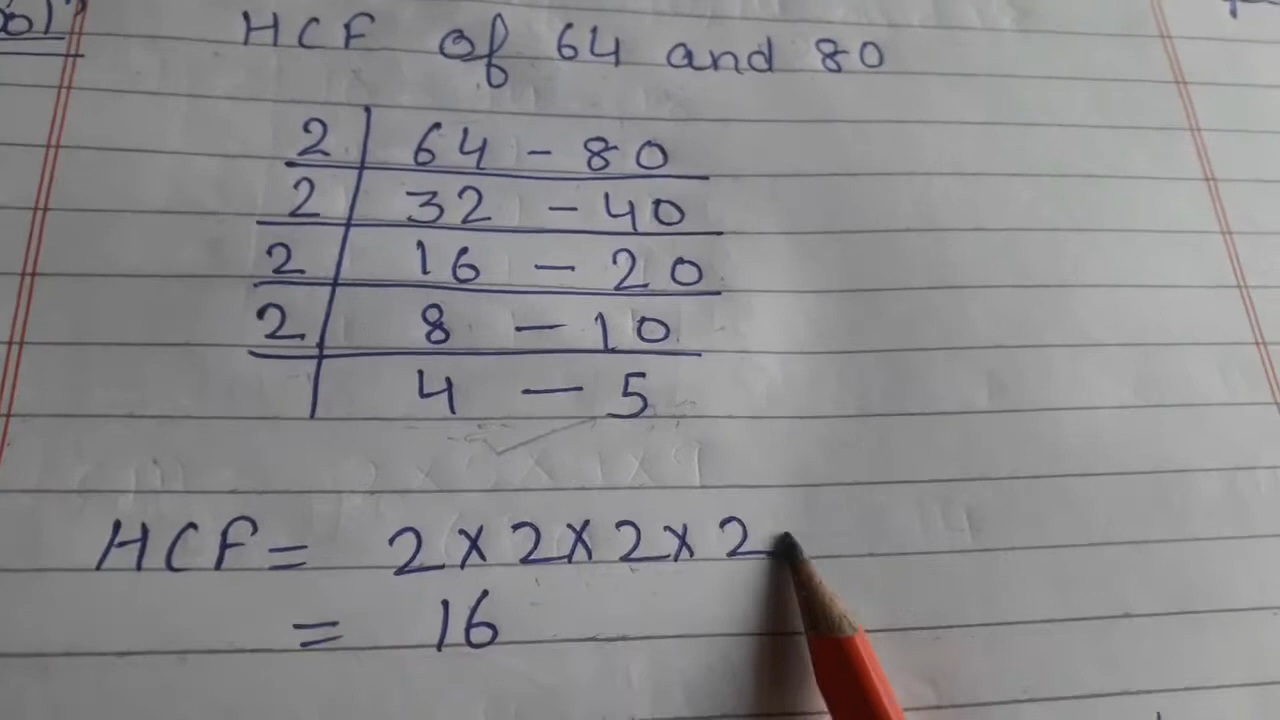 HCF of 64 and 80
2 | 64 - 80
2 | 32 - 40
2 | 16 - 20
2 | 8 - 10
| 4 - 5
HCF = 2 × 2 × 2 × 2
= 16